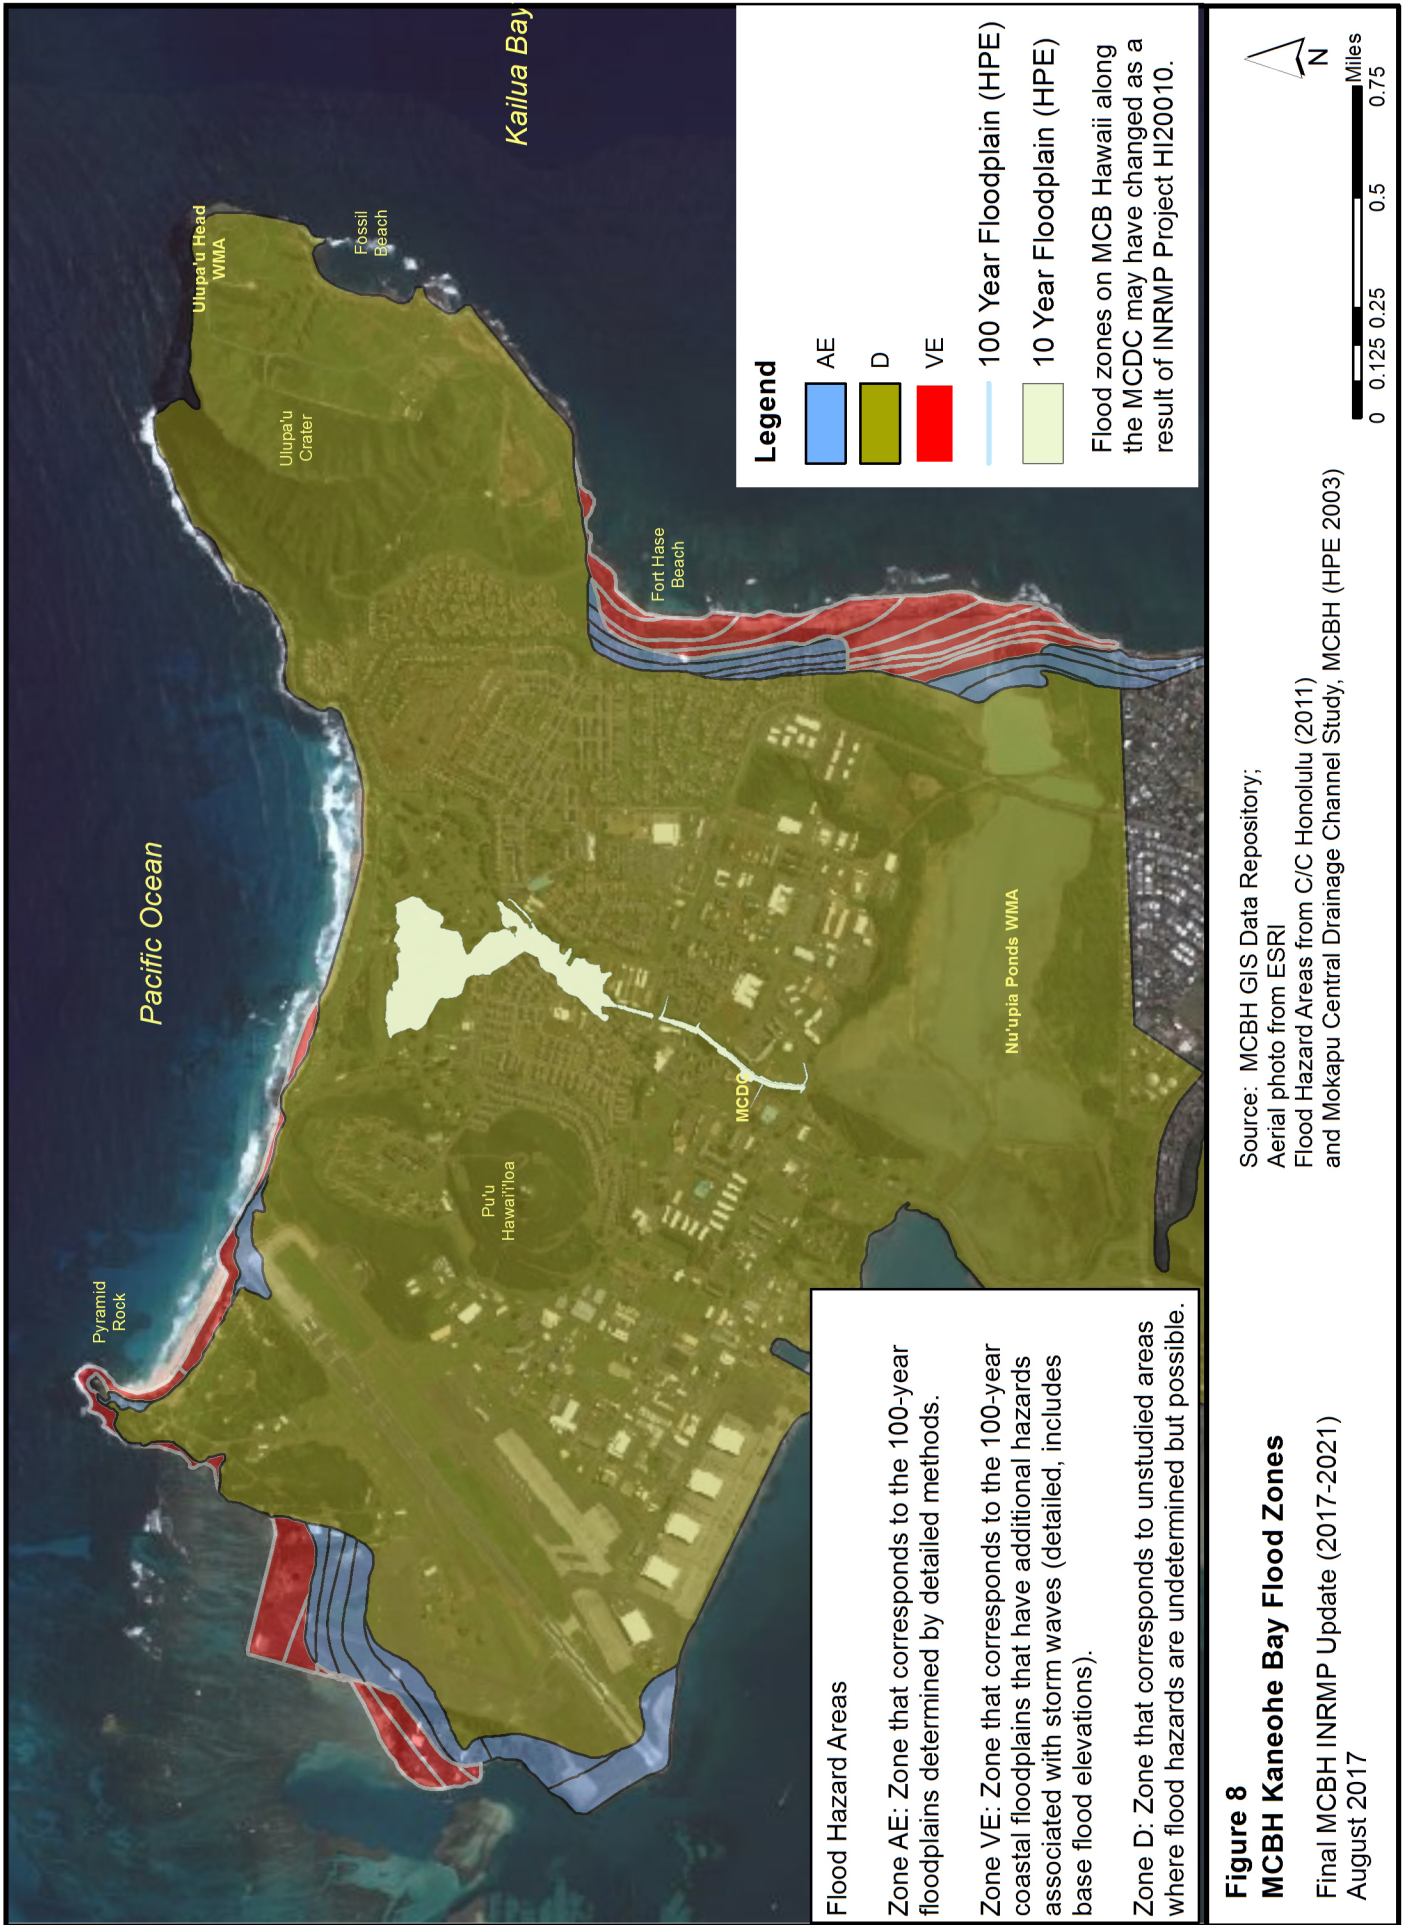 Pacific Ocean
Kailua Bay
Pyramid
Rock
Ulupa'u Head
WMA
Ulupa'u
Crater
Fossil
Beach
Fort Hase
Beach
Pu'u
Hawai'i'loa
MCDC
Nu'upia Ponds WMA
Legend
AE
D
VE
100 Year Floodplain (HPE)
10 Year Floodplain (HPE)
Flood zones on MCB Hawaii along
the MCDC may have changed as a
result of INRMP Project HI20010.
Flood Hazard Areas
Zone AE: Zone that corresponds to the 100-year
floodplains determined by detailed methods.
Zone VE: Zone that corresponds to the 100-year
coastal floodplains that have additional hazards
associated with storm waves (detailed, includes
base flood elevations).
Zone D: Zone that corresponds to unstudied areas
where flood hazards are undetermined but possible.
Figure 8
MCBH Kaneohe Bay Flood Zones
Final MCBH INRMP Update (2017-2021)
August 2017
Source: MCBH GIS Data Repository;
Aerial photo from ESRI
Flood Hazard Areas from C/C Honolulu (2011)
and Mokapu Central Drainage Channel Study, MCBH (HPE 2003)
N
Miles
0 0.125 0.25 0.5 0.75